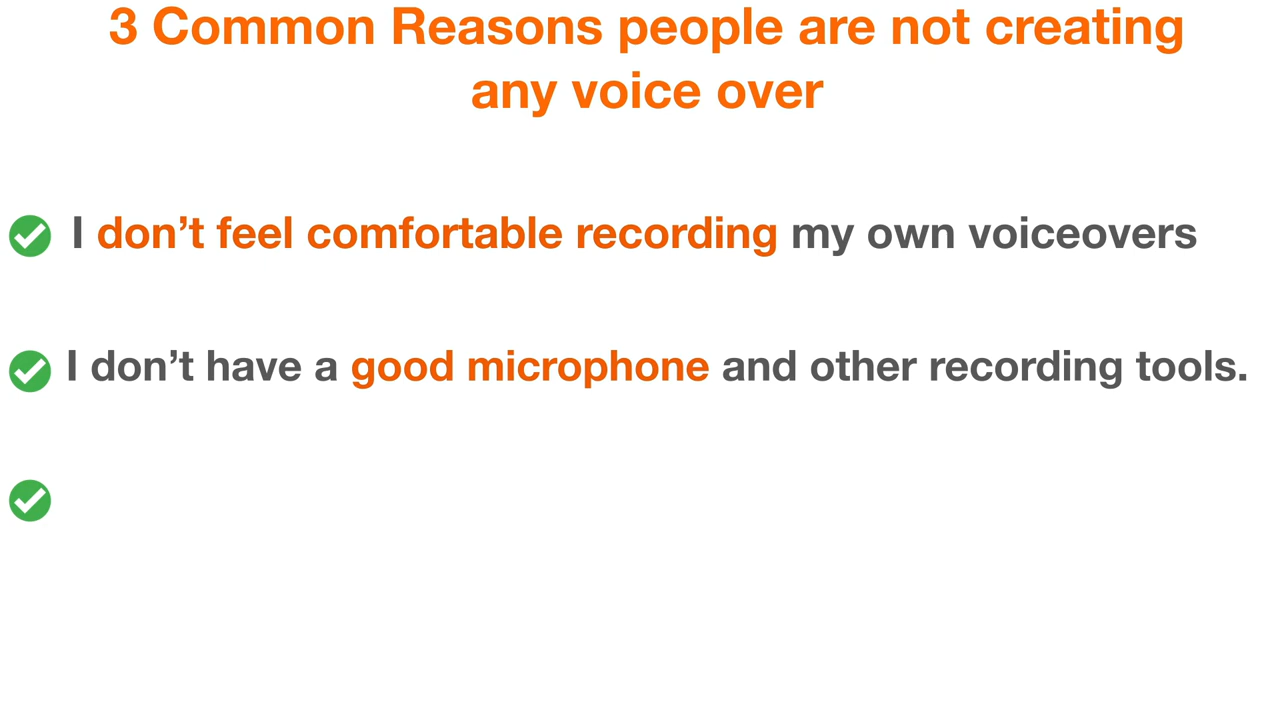 3 Common Reasons people are not creating
any voice over
I don’t feel comfortable recording my own voiceovers
I don’t have a good microphone and other recording tools.